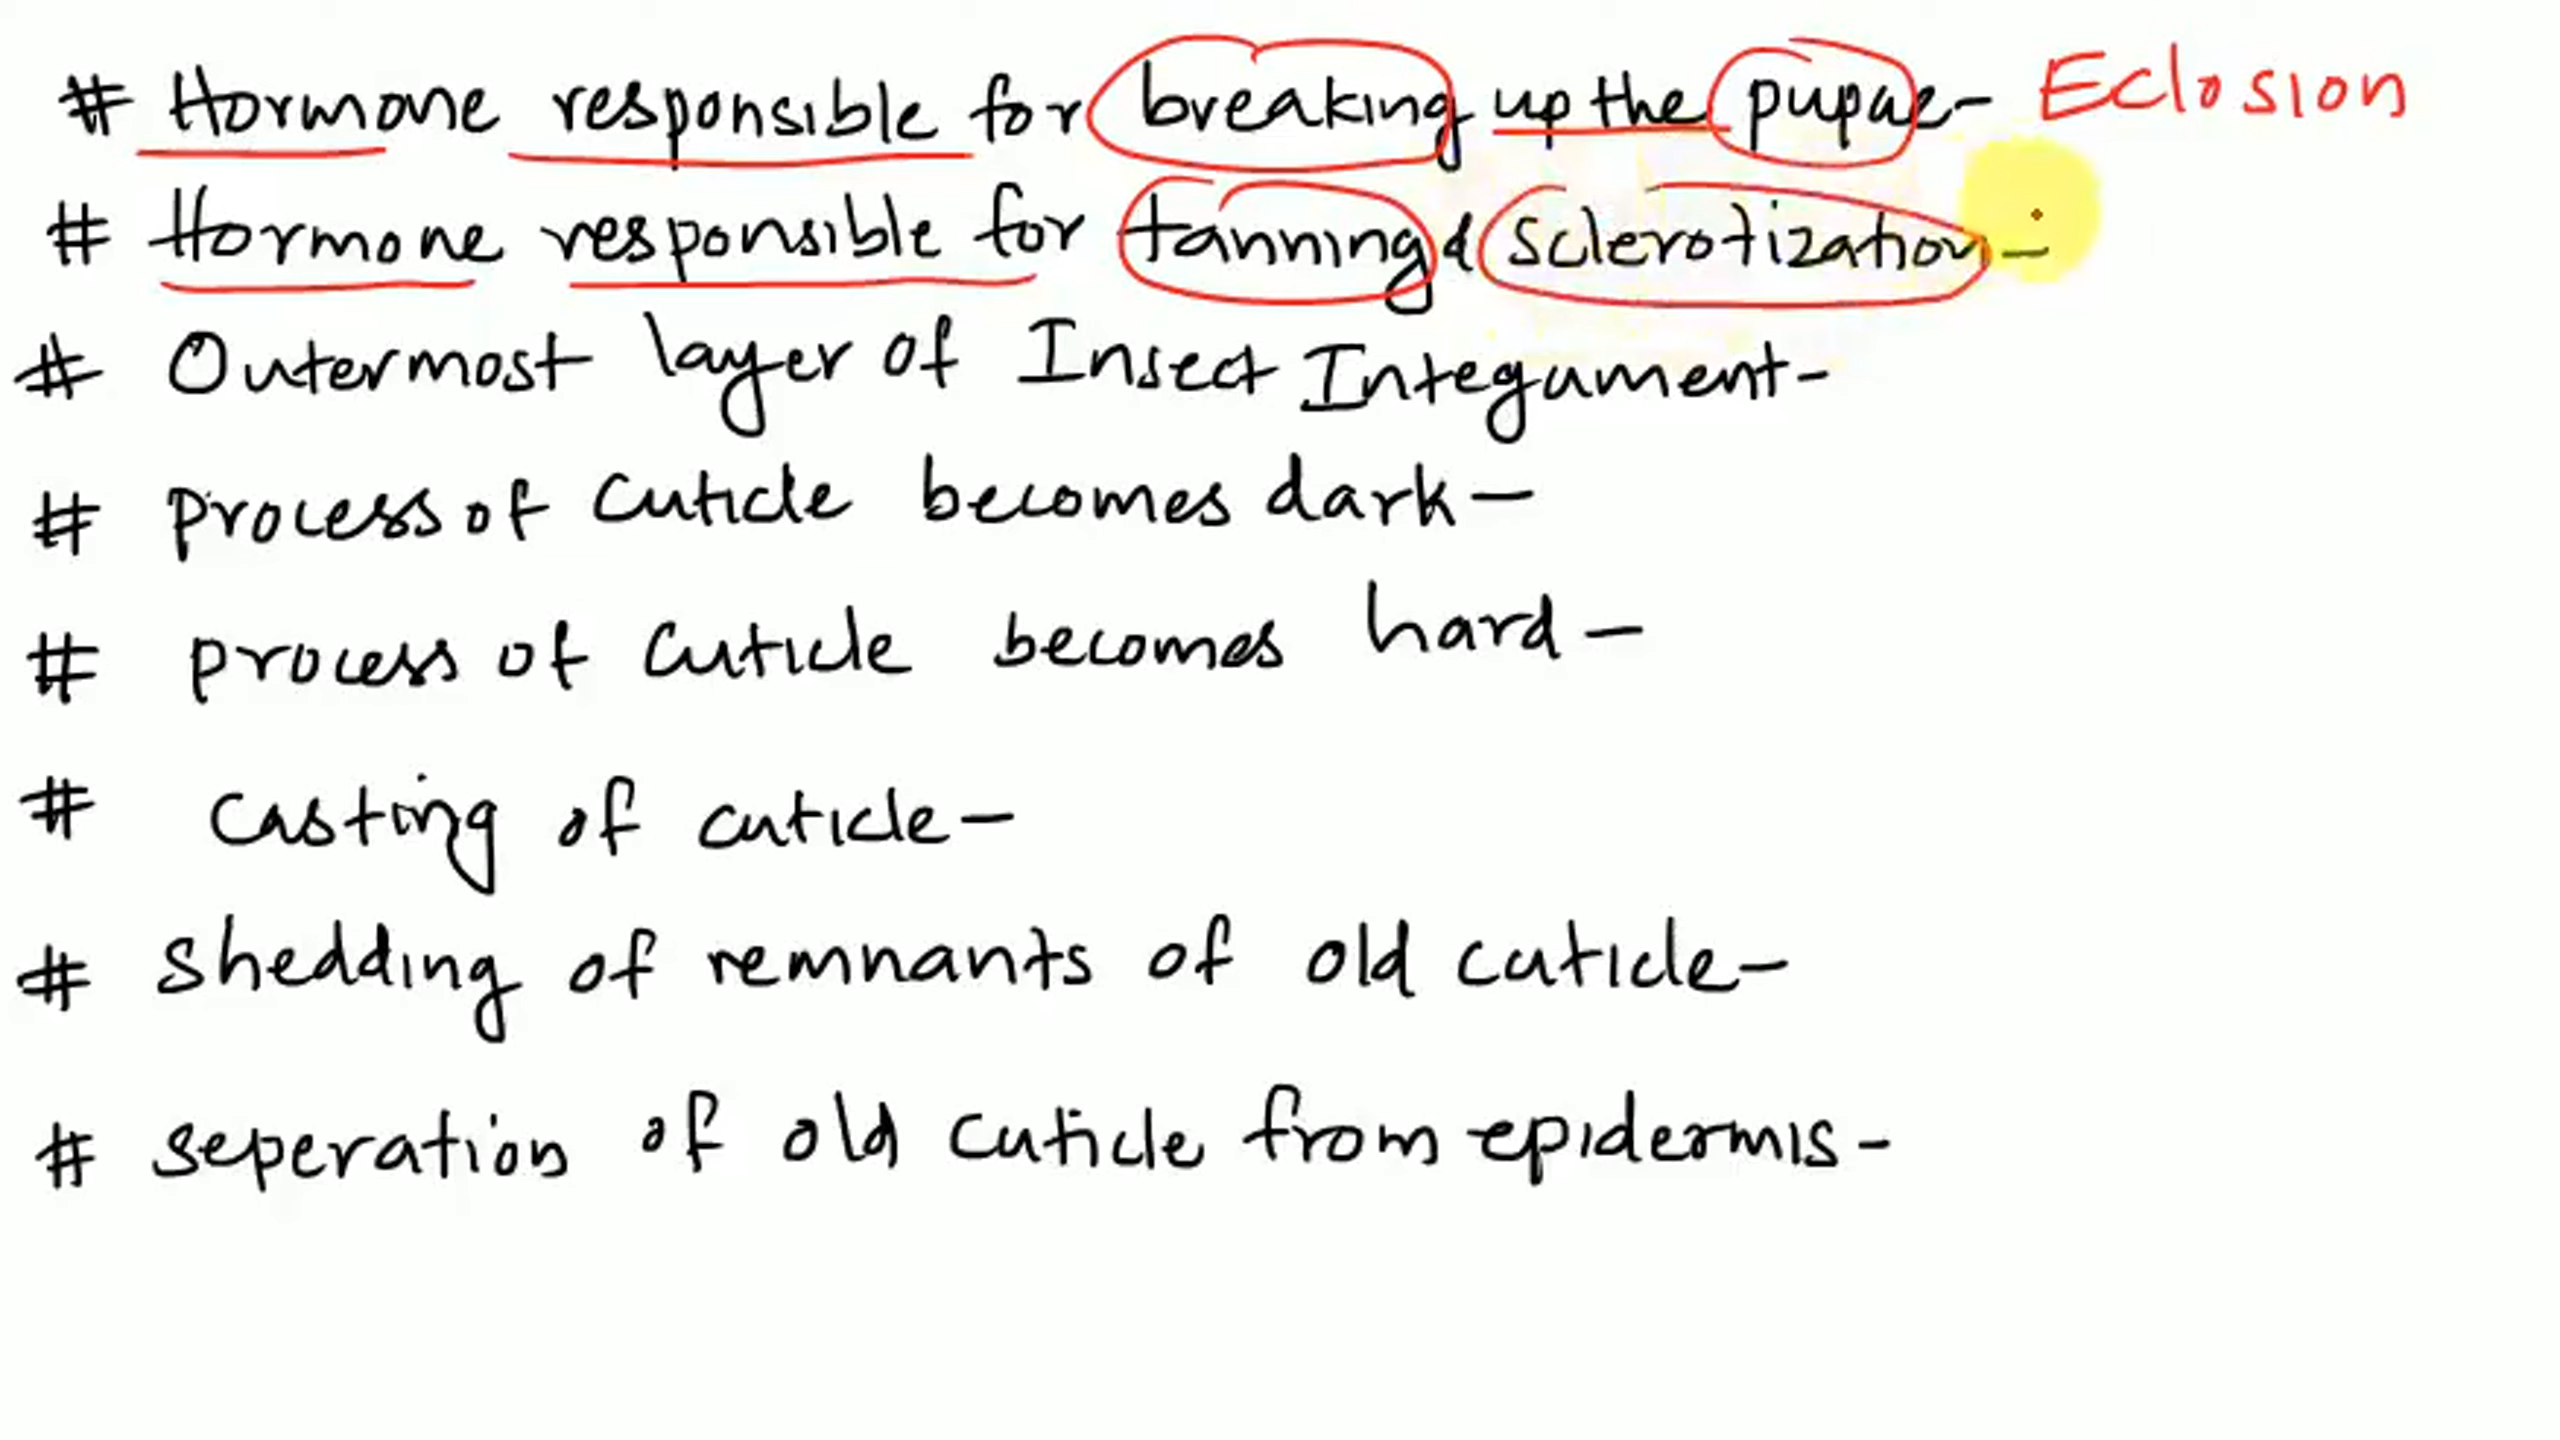 # Hormone responsible for breaking up the pupae- Eclosion
# Hormone responsible for tanning & Sclerotization -
# Outermost layer of Insect Integument-
# process of cuticle becomes dark-
# process of cuticle becomes hard-
# casting of cuticle-
# shedding of remnants of old cuticle-
# seperation of old cuticle from epidermis-